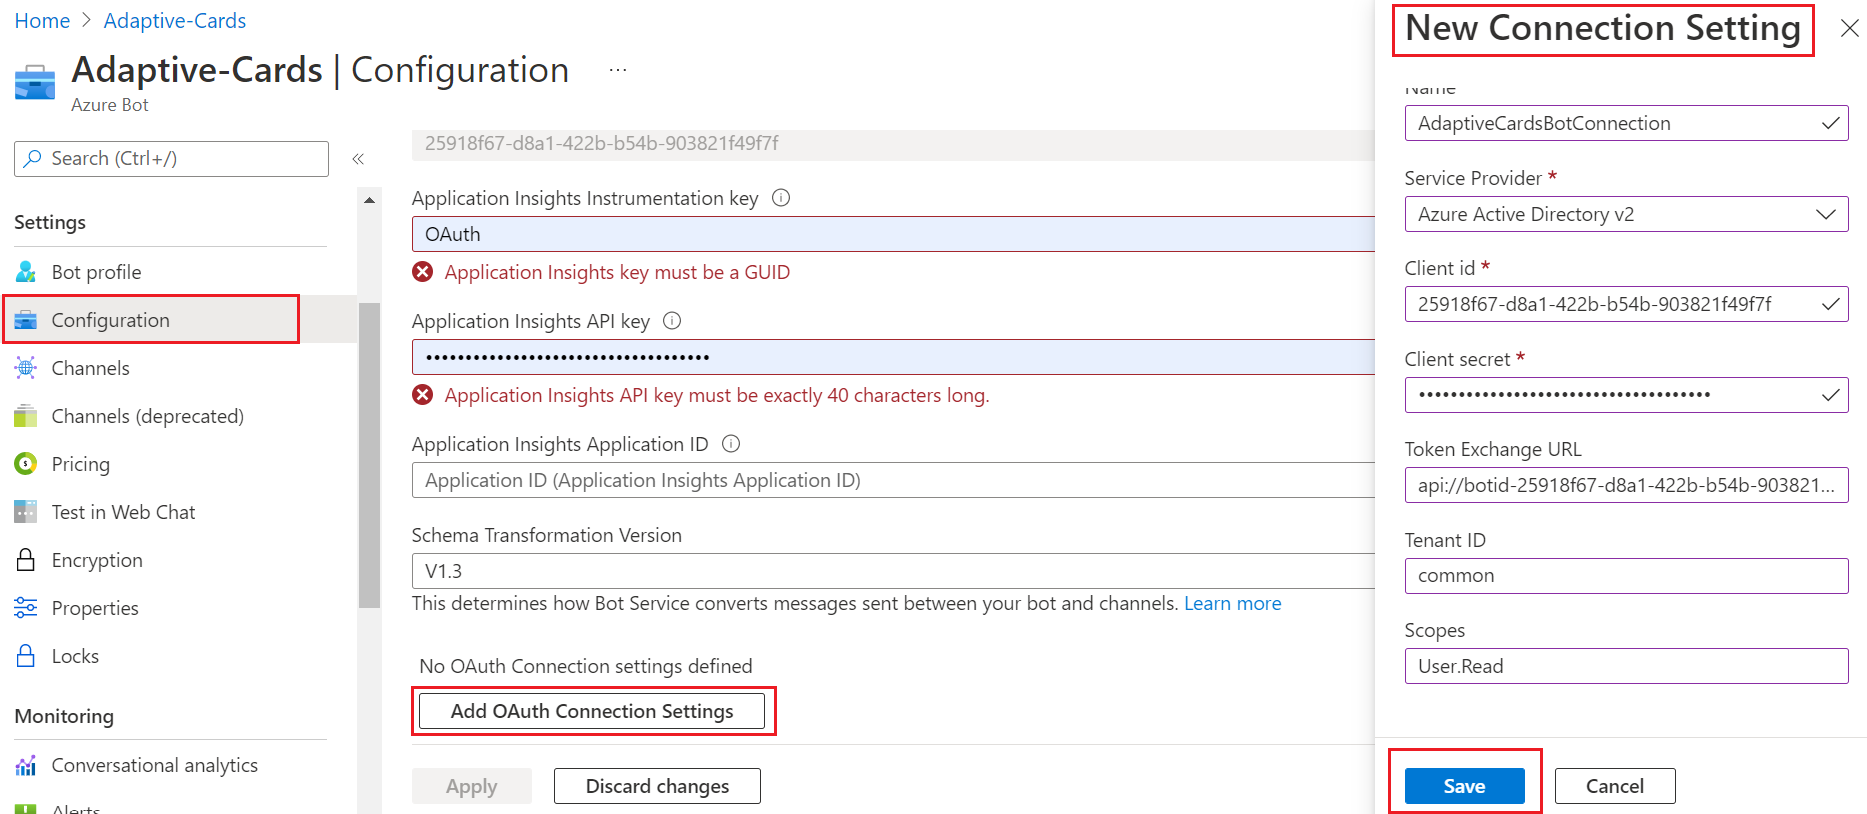 Home > Adaptive-Cards
Adaptive-Cards | Configuration ...
Azure Bot
Search (Ctrl+/)
«
Settings
Bot profile
Configuration
Channels
Channels (deprecated)
Pricing
Test in Web Chat
Encryption
Properties
Locks
Monitoring
Conversational analytics
Alerts
25918f67-d8a1-422b-b54b-903821f49f7f
Application Insights Instrumentation key
OAuth
Application Insights key must be a GUID
Application Insights API key
••••••••••••••••••••••••••••••••••••
Application Insights API key must be exactly 40 characters long.
Application Insights Application ID
Application ID (Application Insights Application ID)
Schema Transformation Version
V1.3
This determines how Bot Service converts messages sent between your bot and channels. Learn more
No OAuth Connection settings defined
Add OAuth Connection Settings
Apply
Discard changes
New Connection Setting
Name
AdaptiveCardsBotConnection
Service Provider *
Azure Active Directory v2
Client id *
25918f67-d8a1-422b-b54b-903821f49f7f
Client secret *
•••••••••••••••••••••••••••••••••••••
Token Exchange URL
api://botid-25918f67-d8a1-422b-b54b-903821...
Tenant ID
common
Scopes
User.Read
Save
Cancel